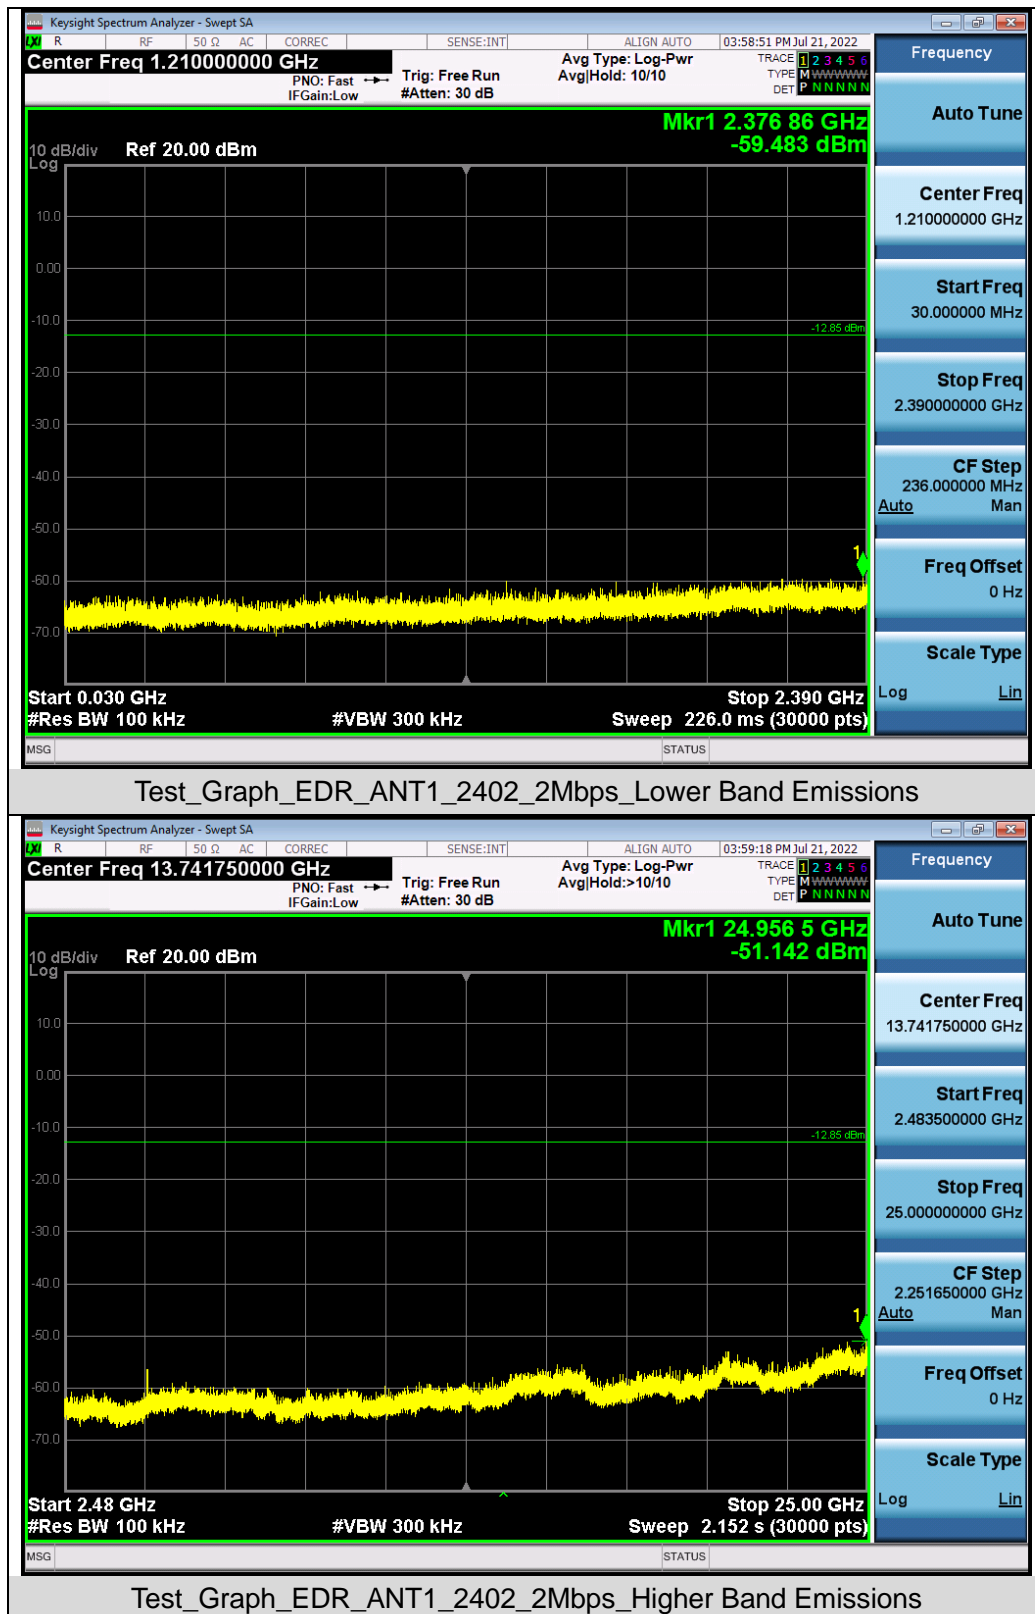 Keysight Spectrum Analyzer - Swept SA
LXI R RF 50 Ω AC CORREC SENSE:INT ALIGN AUTO 03:58:51 PM Jul 21, 2022
Center Freq 1.210000000 GHz
PNO: Fast
IFGain:Low
Trig: Free Run
#Atten: 30 dB
Avg Type: Log-Pwr
Avg|Hold: 10/10
TRACE 1 2 3 4 5 6
TYPE M WWWWW
DET P N N N N N
Frequency
Mkr1 2.376 86 GHz
-59.483 dBm
10 dB/div Ref 20.00 dBm
Log
10.0
0.00
-10.0
-12.85 dBm
-20.0
-30.0
-40.0
-50.0
1
-60.0
-70.0
Start 0.030 GHz Stop 2.390 GHz
#Res BW 100 kHz #VBW 300 kHz Sweep 226.0 ms (30000 pts)
Auto Tune
Center Freq
1.210000000 GHz
Start Freq
30.000000 MHz
Stop Freq
2.390000000 GHz
CF Step
236.000000 MHz
Auto Man
Freq Offset
0 Hz
Scale Type
Log Lin
MSG STATUS
Test_Graph_EDR_ANT1_2402_2Mbps_Lower Band Emissions
Keysight Spectrum Analyzer - Swept SA
LXI R RF 50 Ω AC CORREC SENSE:INT ALIGN AUTO 03:59:18 PM Jul 21, 2022
Center Freq 13.741750000 GHz
PNO: Fast
IFGain:Low
Trig: Free Run
#Atten: 30 dB
Avg Type: Log-Pwr
Avg|Hold:>10/10
TRACE 1 2 3 4 5 6
TYPE M WWWWW
DET P N N N N N
Frequency
Mkr1 24.956 5 GHz
-51.142 dBm
10 dB/div Ref 20.00 dBm
Log
10.0
0.00
-10.0
-12.85 dBm
-20.0
-30.0
-40.0
1
-50.0
-60.0
-70.0
Start 2.48 GHz Stop 25.00 GHz
#Res BW 100 kHz #VBW 300 kHz Sweep 2.152 s (30000 pts)
Auto Tune
Center Freq
13.741750000 GHz
Start Freq
2.483500000 GHz
Stop Freq
25.000000000 GHz
CF Step
2.251650000 GHz
Auto Man
Freq Offset
0 Hz
Scale Type
Log Lin
MSG STATUS
Test_Graph_EDR_ANT1_2402_2Mbps_Higher Band Emissions